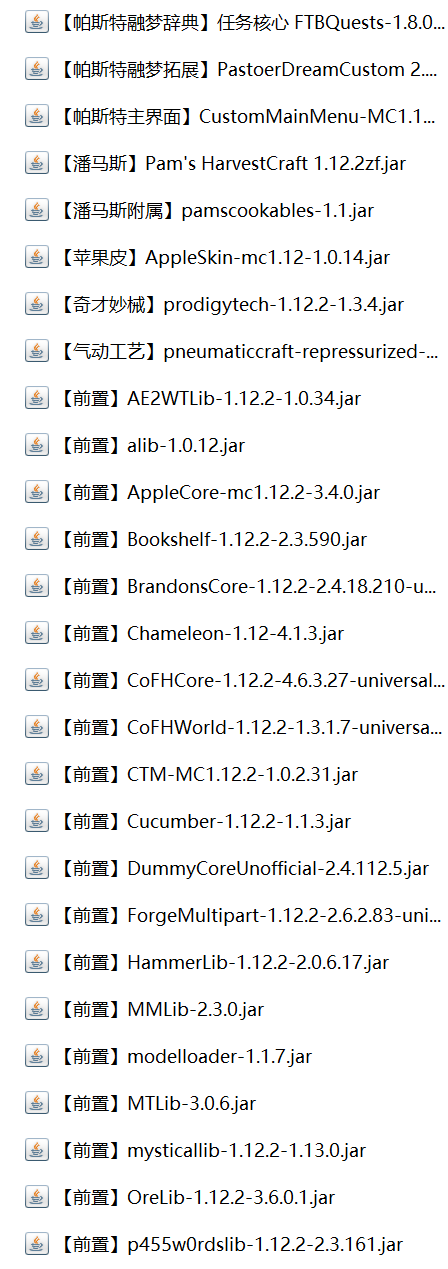 【帕斯特融梦辞典】任务核心 FTBQuests-1.8.0...
【帕斯特融梦拓展】PastoerDreamCustom 2....
【帕斯特主界面】CustomMainMenu-MC1.1...
【潘马斯】Pam's HarvestCraft 1.12.2zf.jar
【潘马斯附属】pamscookables-1.1.jar
【苹果皮】AppleSkin-mc1.12-1.0.14.jar
【奇才妙械】prodigytech-1.12.2-1.3.4.jar
【气动工艺】pneumaticcraft-repressurized-...
【前置】AE2WTLib-1.12.2-1.0.34.jar
【前置】alib-1.0.12.jar
【前置】AppleCore-mc1.12.2-3.4.0.jar
【前置】Bookshelf-1.12.2-2.3.590.jar
【前置】BrandonsCore-1.12.2-2.4.18.210-u...
【前置】Chameleon-1.12-4.1.3.jar
【前置】CoFHCore-1.12.2-4.6.3.27-universal...
【前置】CoFHWorld-1.12.2-1.3.1.7-universa...
【前置】CTM-MC1.12.2-1.0.2.31.jar
【前置】Cucumber-1.12.2-1.1.3.jar
【前置】DummyCoreUnofficial-2.4.112.5.jar
【前置】ForgeMultipart-1.12.2-2.6.2.83-uni...
【前置】HammerLib-1.12.2-2.0.6.17.jar
【前置】MMLib-2.3.0.jar
【前置】modelloader-1.1.7.jar
【前置】MTLib-3.0.6.jar
【前置】mysticallib-1.12.2-1.13.0.jar
【前置】OreLib-1.12.2-3.6.0.1.jar
【前置】p455w0rdslib-1.12.2-2.3.161.jar